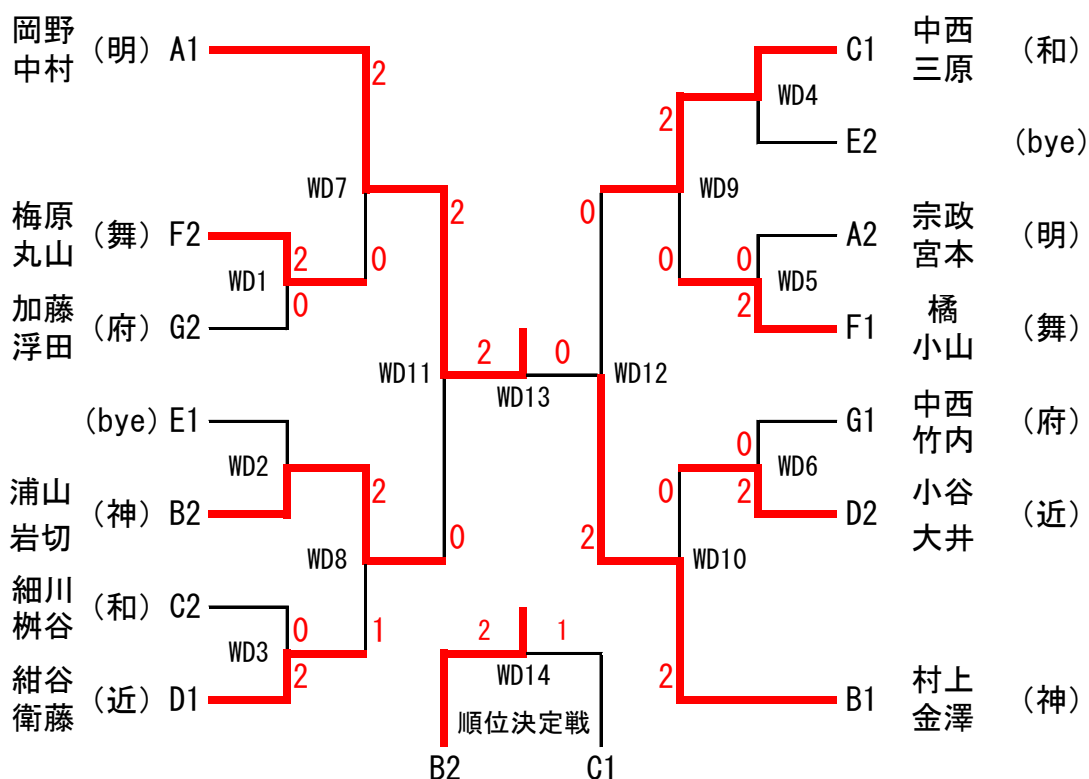 岡野
中村
(明) A1
2
C1
中西
三原
(和)
WD4
2
E2
(bye)
WD7
WD9
梅原
丸山
(舞) F2
2
2
0
A2
宗政
宮本
(明)
WD1
0
0
0
WD5
加藤
浮田
(府) G2
0
2
F1
橘
小山
(舞)
WD11
2
0
WD12
WD13
(bye) E1
G1
中西
竹内
(府)
WD2
0
WD6
浦山
岩切
(神) B2
2
0
2
D2
小谷
大井
(近)
WD8
0
2
WD10
細川
桝谷
(和) C2
0
1
WD3
2
紺谷
衛藤
(近) D1
2
1
WD14
順位決定戦
B2
C1
2
B1
村上
金澤
(神)